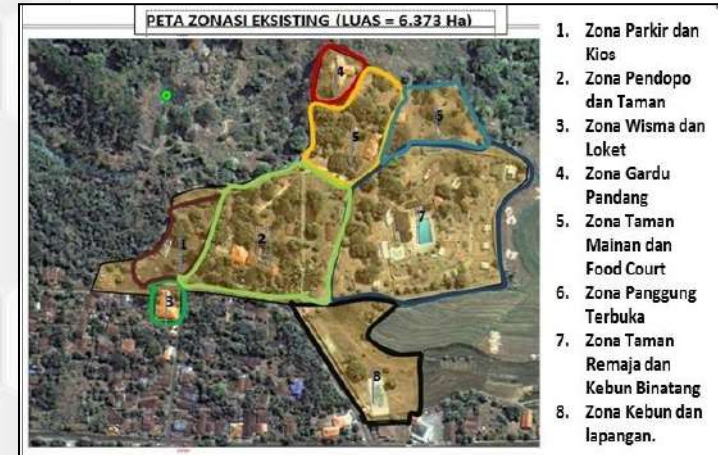 PETA ZONASI EKSISTING (LUAS = 6.373 Ha)
1. Zona Parkir dan
Kios
2. Zona Pendopo
dan Taman
3. Zona Wisma dan
Loket
4. Zona Gardu
Pandang
5. Zona Taman
Mainan dan
Food Court
6. Zona Panggung
Terbuka
7. Zona Taman
Remaja dan
Kebun Binatang
8. Zona Kebun dan
lapangan.
4
5
6
7
1
2
3
8